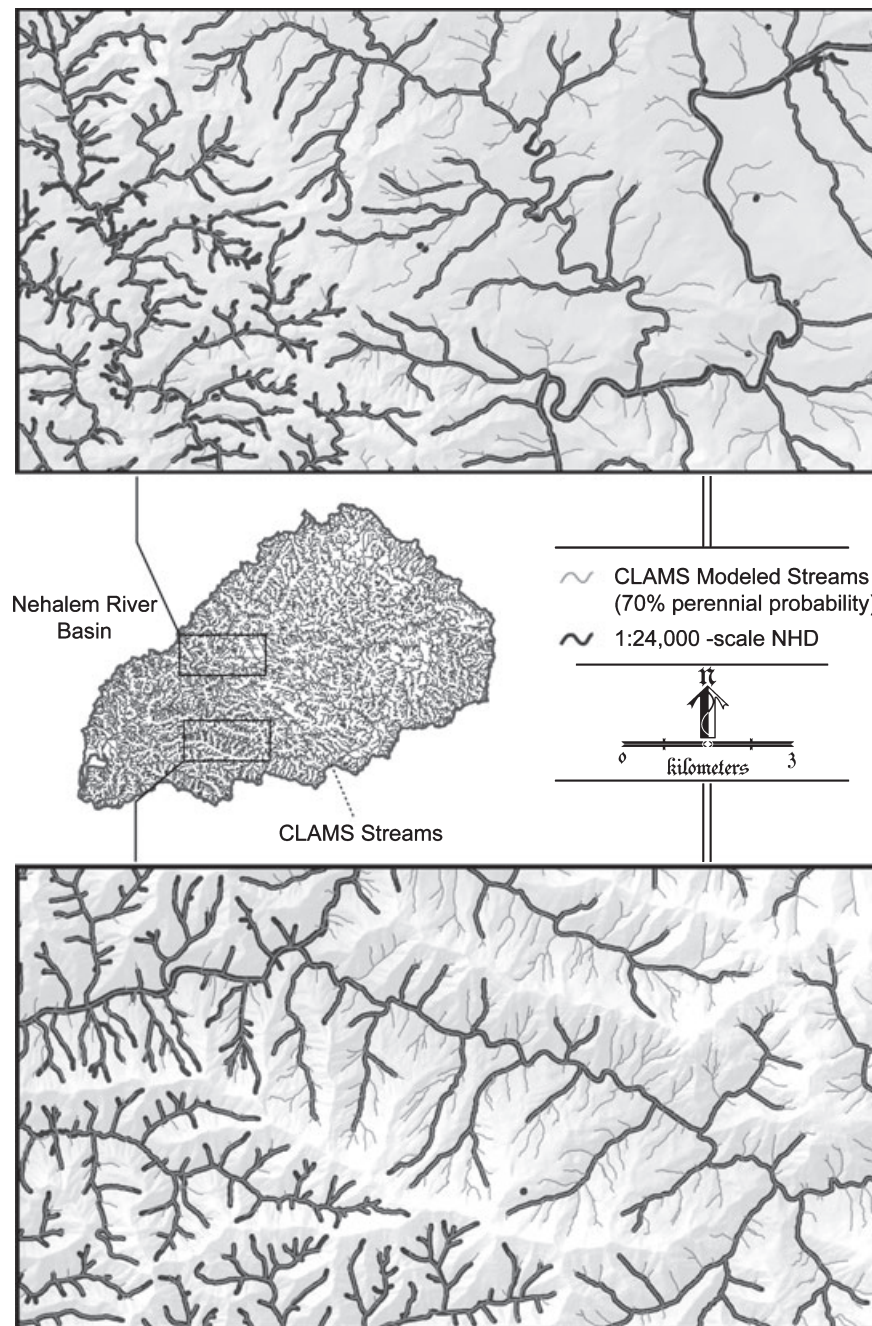 Nehalem River
Basin
CLAMS Modeled Streams
(70% perennial probability)
1:24,000 -scale NHD
n
0 3
kilometers
CLAMS Streams